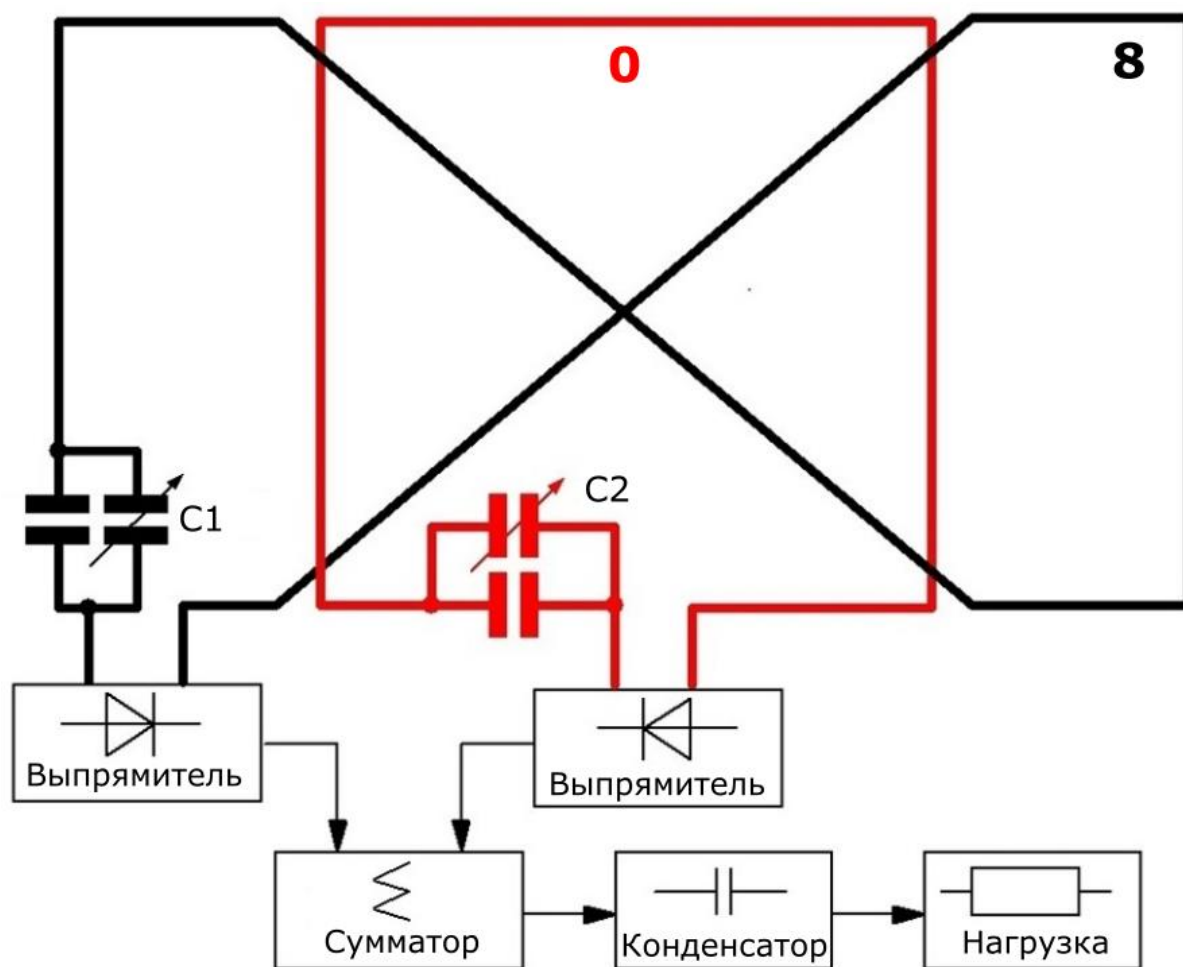 0
8
C1
C2
Выпрямитель
Выпрямитель
Сумматор
Конденсатор
Нагрузка